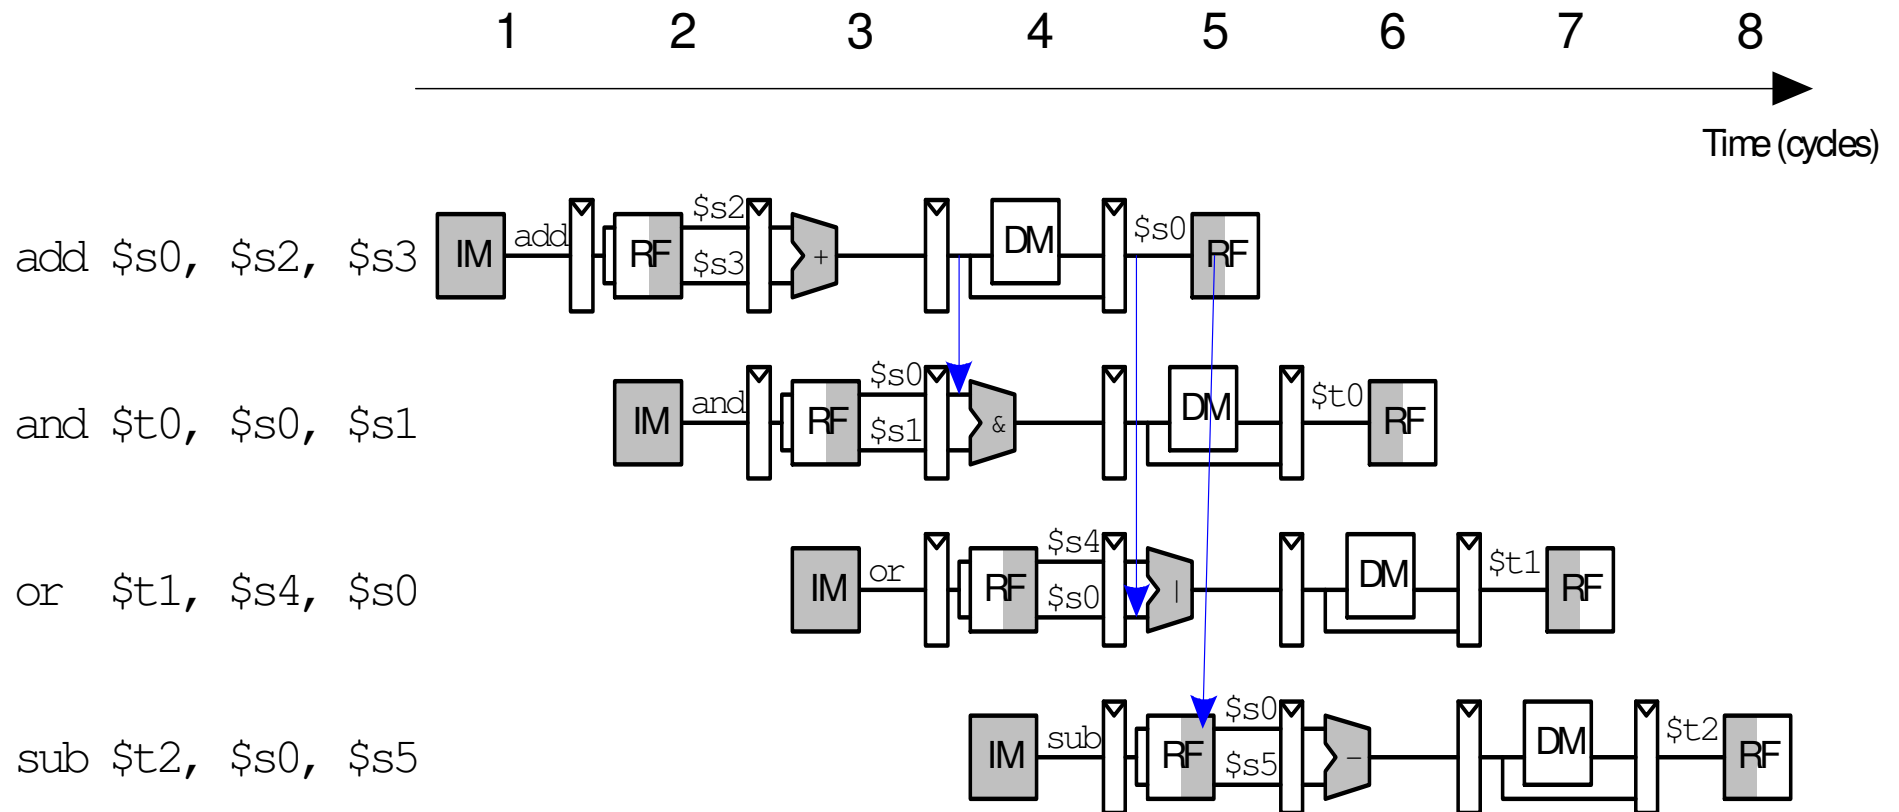 1 2 3 4 5 6 7 8
Time (cycles)
add $s0, $s2, $s3 IM add RF $s2 $s3 + DM $s0 RF
and $t0, $s0, $s1 IM and RF $s0 $s1 & DM $t0 RF
or $t1, $s4, $s0 IM or RF $s4 $s0 | DM $t1 RF
sub $t2, $s0, $s5 IM sub RF $s0 $s5 - DM $t2 RF